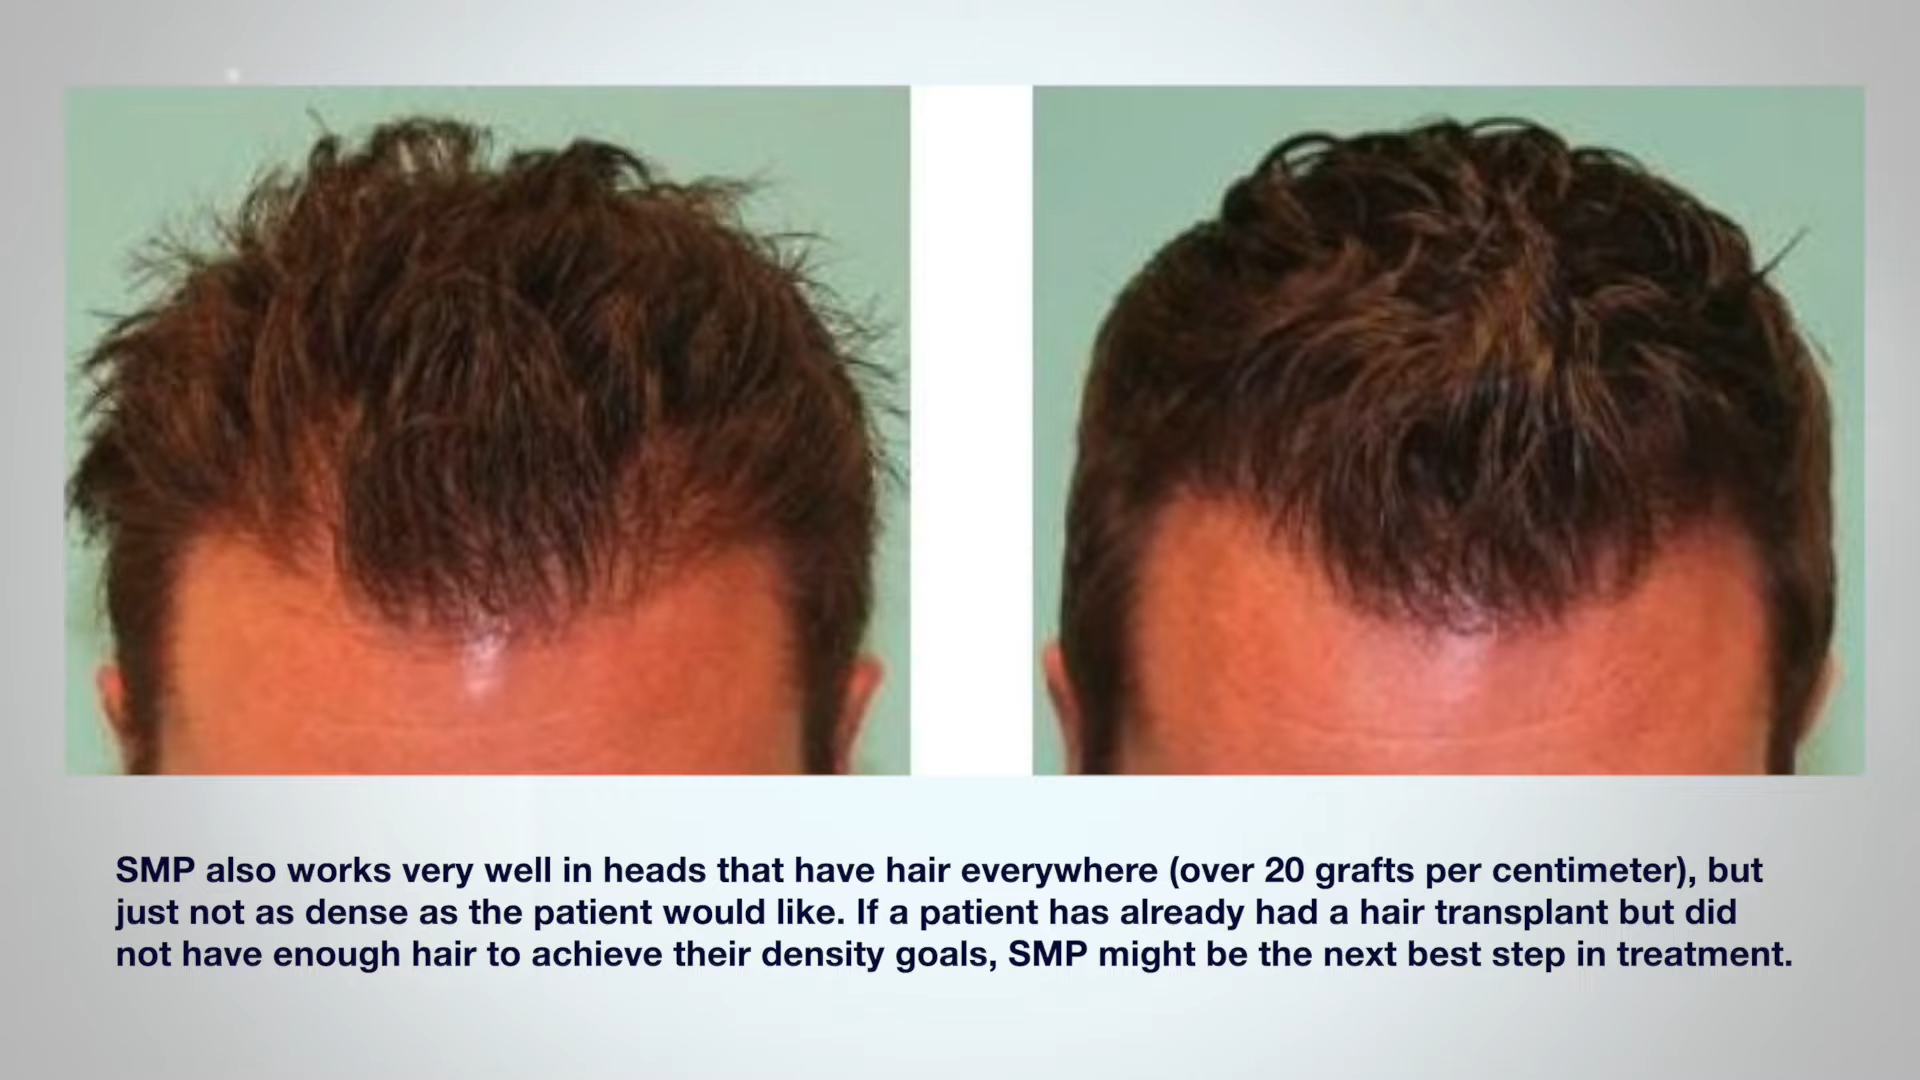 SMP also works very well in heads that have hair everywhere (over 20 grafts per centimeter), but
just not as dense as the patient would like. If a patient has already had a hair transplant but did
not have enough hair to achieve their density goals, SMP might be the next best step in treatment.